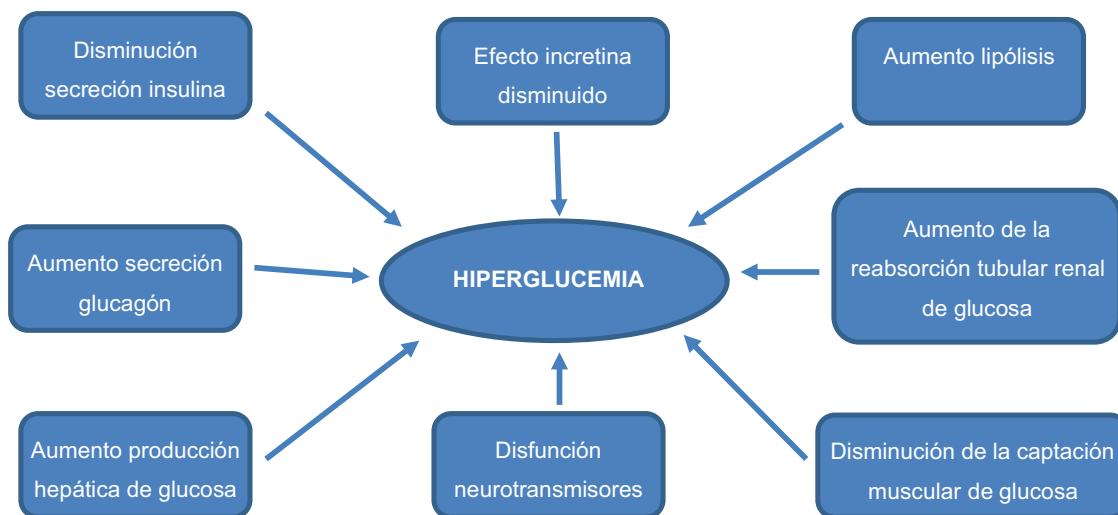 Disminución
secreción insulina
Efecto incretina
disminuido
Aumento lipólisis
Aumento secreción
glucagón
HIPERGLUCEMIA
Aumento de la
reabsorción tubular renal
de glucosa
Aumento producción
hepática de glucosa
Disfunción
neurotransmisores
Disminución de la captación
muscular de glucosa